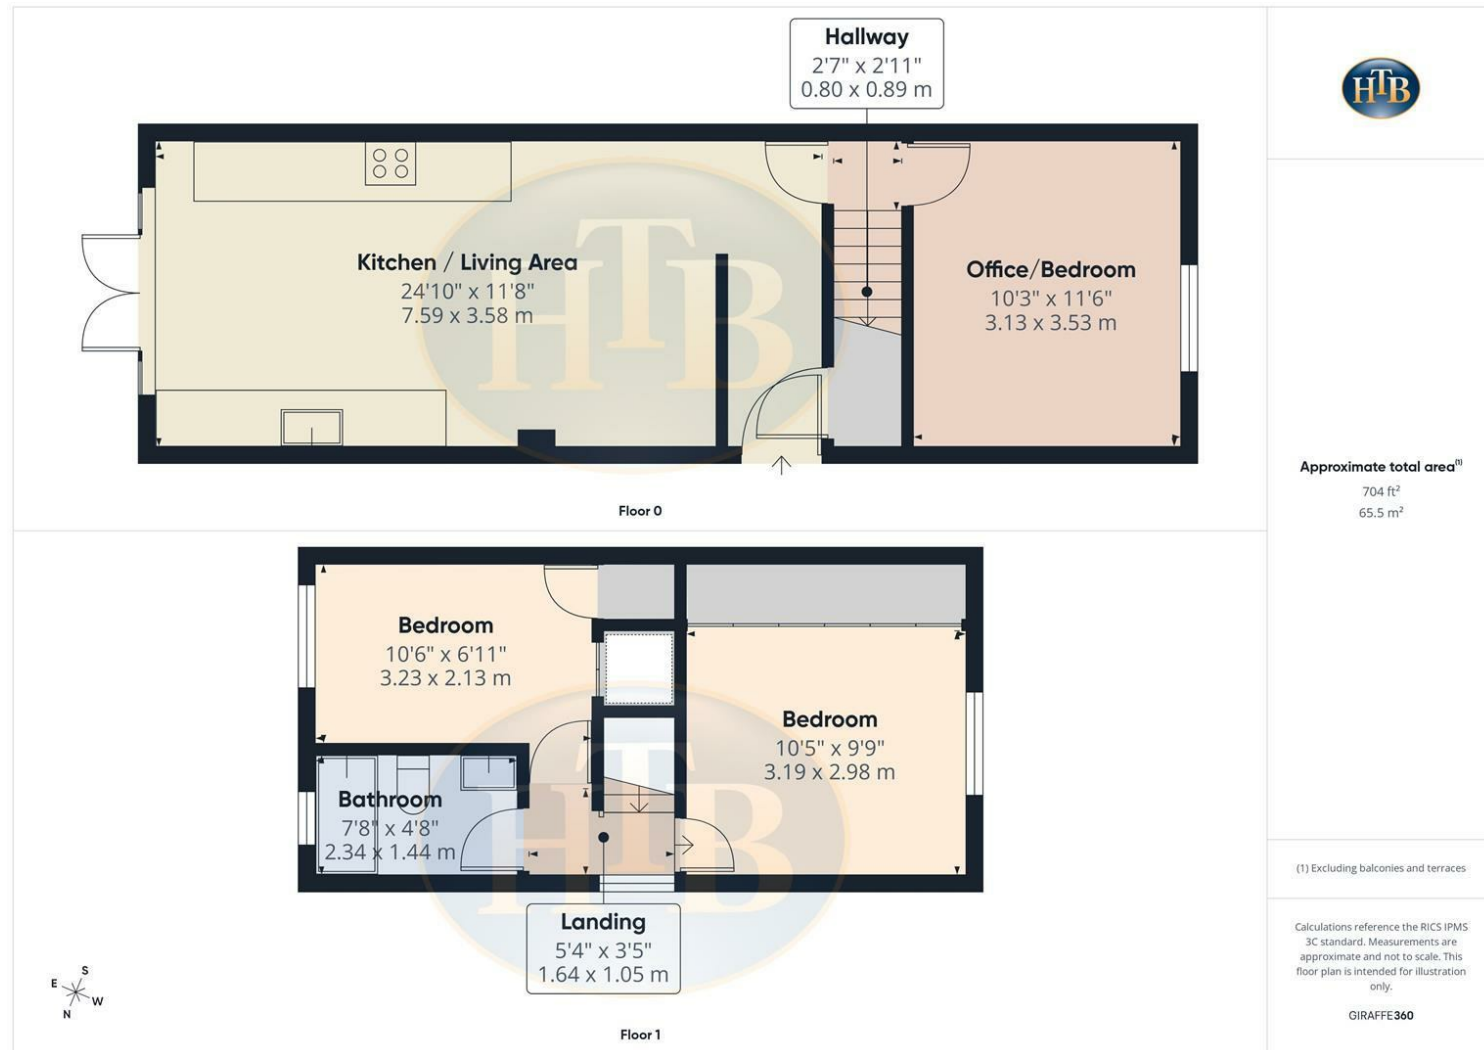 Hallway
2'7" x 2'11"
0.80 x 0.89 m
HTB
Kitchen / Living Area
24'10" x 11'8"
7.59 x 3.58 m
Office/Bedroom
10'3" x 11'6"
3.13 x 3.53 m
HTB
Floor 0
Approximate total area(1)
704 ft²
65.5 m²
Bedroom
10'6" x 6'11"
3.23 x 2.13 m
Bedroom
10'5" x 9'9"
3.19 x 2.98 m
Bathroom
7'8" x 4'8"
2.34 x 1.44 m
HTB
Landing
5'4" x 3'5"
1.64 x 1.05 m
S
E
W
N
Floor 1
(1) Excluding balconies and terraces
Calculations reference the RICS IPMS
3C standard. Measurements are
approximate and not to scale. This
floor plan is intended for illustration
only.
GIRAFFE360